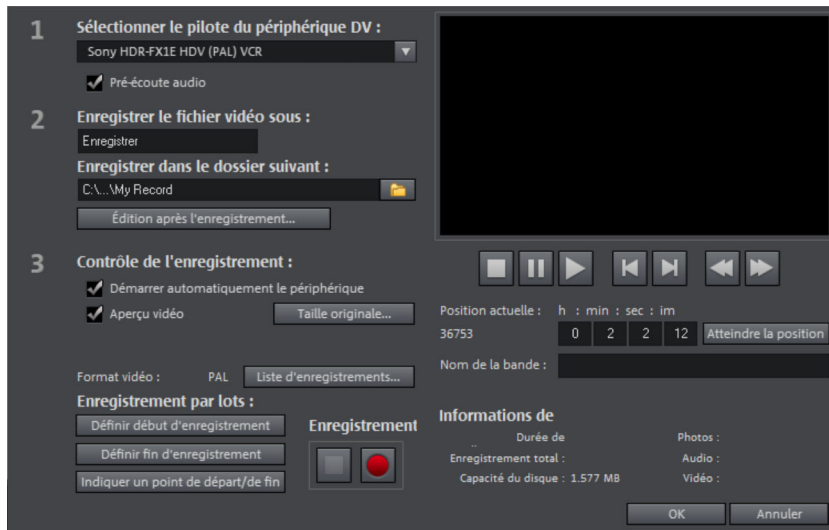 1 Sélectionner le pilote du périphérique DV :
Sony HDR-FX1E HDV (PAL) VCR
Pré-écoute audio
2 Enregistrer le fichier vidéo sous :
Enregistrer
Enregistrer dans le dossier suivant :
C:\...\My Record
Édition après l'enregistrement...
3 Contrôle de l'enregistrement :
Démarrer automatiquement le périphérique
Aperçu vidéo Taille originale...
Format vidéo : PAL Liste d'enregistrements...
Enregistrement par lots :
Définir début d'enregistrement
Définir fin d'enregistrement
Indiquer un point de départ/de fin
Enregistrement
Position actuelle : h : min : sec : im
36753 0 2 2 12 Atteindre la position
Nom de la bande :
Informations de
Durée de Photos :
Enregistrement total : Audio :
Capacité du disque : 1.577 MB Vidéo :
OK Annuler